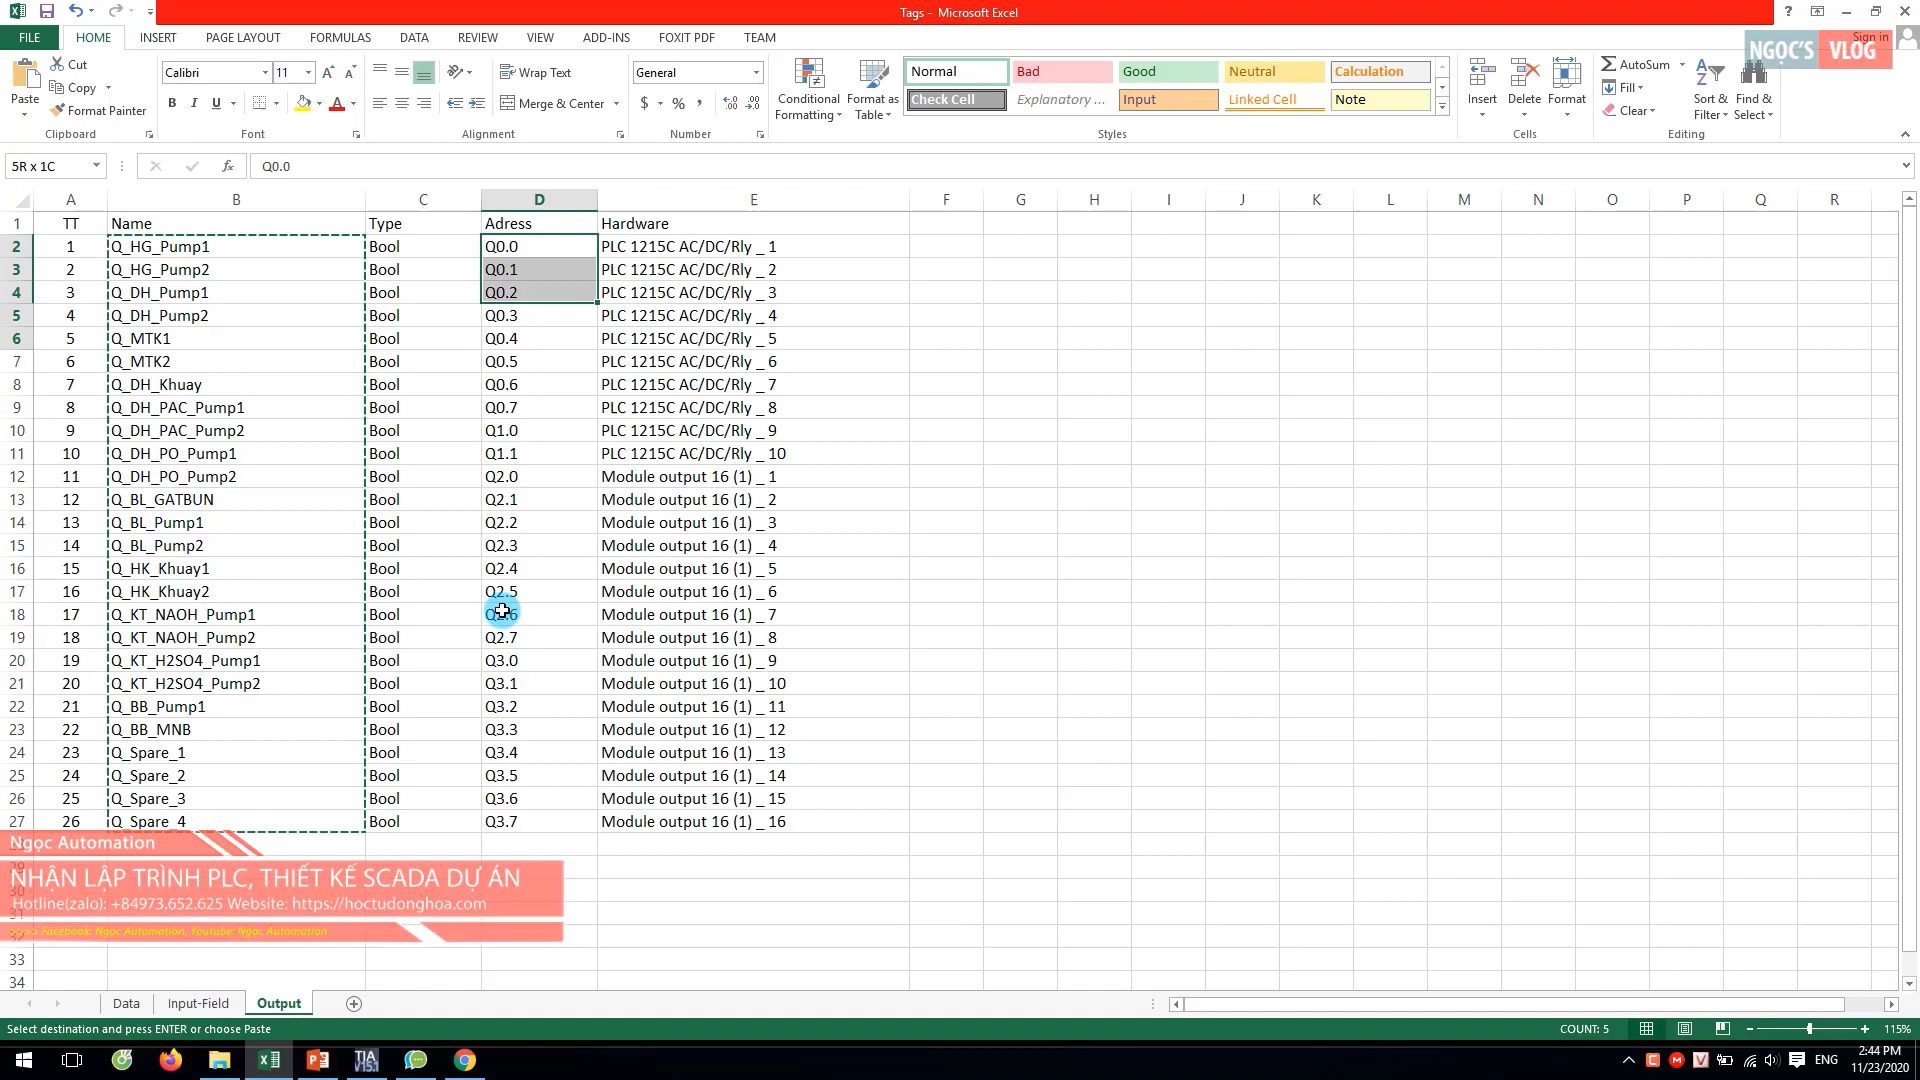 Tags - Microsoft Excel
FILE HOME INSERT PAGE LAYOUT FORMULAS DATA REVIEW VIEW ADD-INS FOXIT PDF TEAM Sign in
NGỌC'S VLOG
Paste Cut Copy Format Painter
Clipboard
Calibri 11
B I U A
Font
Wrap Text
Merge & Center
Alignment
General
$ % ,
Number
Conditional Formatting
Format as Table
Normal Bad Good Neutral Calculation
Check Cell Explanatory ... Input Linked Cell Note
Styles
Insert Delete Format
Cells
AutoSum
Fill
Clear
Sort & Filter
Find & Select
Editing
5R x 1C fx Q0.0
A B C D E F G H I J K L M N O P Q R
1 TT Name Type Adress Hardware
2 1 Q_HG_Pump1 Bool Q0.0 PLC 1215C AC/DC/Rly _ 1
3 2 Q_HG_Pump2 Bool Q0.1 PLC 1215C AC/DC/Rly _ 2
4 3 Q_DH_Pump1 Bool Q0.2 PLC 1215C AC/DC/Rly _ 3
5 4 Q_DH_Pump2 Bool Q0.3 PLC 1215C AC/DC/Rly _ 4
6 5 Q_MTK1 Bool Q0.4 PLC 1215C AC/DC/Rly _ 5
7 6 Q_MTK2 Bool Q0.5 PLC 1215C AC/DC/Rly _ 6
8 7 Q_DH_Khuay Bool Q0.6 PLC 1215C AC/DC/Rly _ 7
9 8 Q_DH_PAC_Pump1 Bool Q0.7 PLC 1215C AC/DC/Rly _ 8
10 9 Q_DH_PAC_Pump2 Bool Q1.0 PLC 1215C AC/DC/Rly _ 9
11 10 Q_DH_PO_Pump1 Bool Q1.1 PLC 1215C AC/DC/Rly _ 10
12 11 Q_DH_PO_Pump2 Bool Q2.0 Module output 16 (1) _ 1
13 12 Q_BL_GATBUN Bool Q2.1 Module output 16 (1) _ 2
14 13 Q_BL_Pump1 Bool Q2.2 Module output 16 (1) _ 3
15 14 Q_BL_Pump2 Bool Q2.3 Module output 16 (1) _ 4
16 15 Q_HK_Khuay1 Bool Q2.4 Module output 16 (1) _ 5
17 16 Q_HK_Khuay2 Bool Q2.5 Module output 16 (1) _ 6
18 17 Q_KT_NAOH_Pump1 Bool Q2.6 Module output 16 (1) _ 7
19 18 Q_KT_NAOH_Pump2 Bool Q2.7 Module output 16 (1) _ 8
20 19 Q_KT_H2SO4_Pump1 Bool Q3.0 Module output 16 (1) _ 9
21 20 Q_KT_H2SO4_Pump2 Bool Q3.1 Module output 16 (1) _ 10
22 21 Q_BB_Pump1 Bool Q3.2 Module output 16 (1) _ 11
23 22 Q_BB_MNB Bool Q3.3 Module output 16 (1) _ 12
24 23 Q_Spare_1 Bool Q3.4 Module output 16 (1) _ 13
25 24 Q_Spare_2 Bool Q3.5 Module output 16 (1) _ 14
26 25 Q_Spare_3 Bool Q3.6 Module output 16 (1) _ 15
27 26 Q_Spare_4 Bool Q3.7 Module output 16 (1) _ 16
Ngọc Automation
NHẬN LẬP TRÌNH PLC, THIẾT KẾ SCADA DỰ ÁN
Hotline(zalo): +84973.652.625 Website: https://hoctudonghoa.com
>>>> Facebook: Ngọc Automation, Youtube: Ngọc Automation
33
34
Data Input-Field Output
Select destination and press ENTER or choose Paste COUNT: 5 115%
TIA V15.1
ENG 2:44 PM
11/23/2020